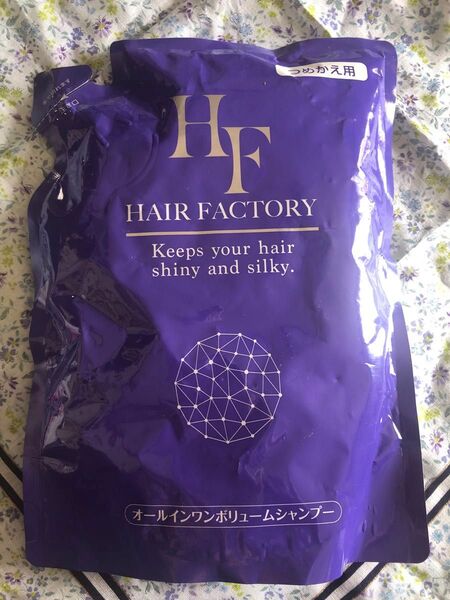 つめかえ用
HF
HAIR FACTORY
Keeps your hair
shiny and silky.
オールインワンボリュームシャンプー